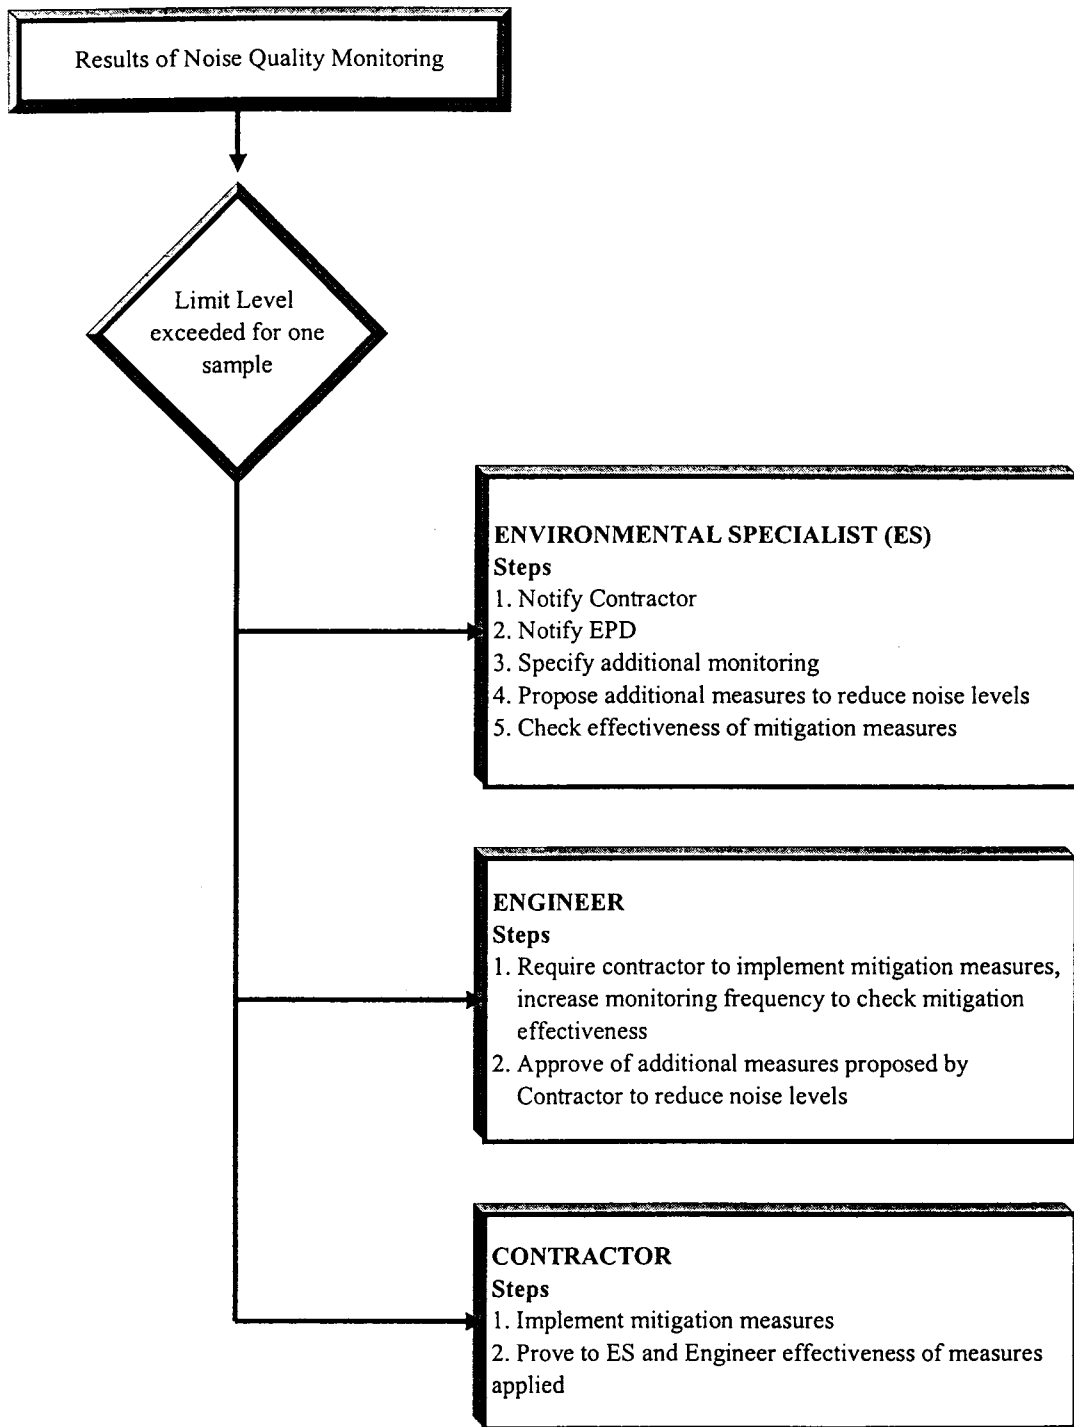 Results of Noise Quality Monitoring
Limit Level
exceeded for one
sample
ENVIRONMENTAL SPECIALIST (ES)
Steps
1. Notify Contractor
2. Notify EPD
3. Specify additional monitoring
4. Propose additional measures to reduce noise levels
5. Check effectiveness of mitigation measures
ENGINEER
Steps
1. Require contractor to implement mitigation measures,
increase monitoring frequency to check mitigation
effectiveness
2. Approve of additional measures proposed by
Contractor to reduce noise levels
CONTRACTOR
Steps
1. Implement mitigation measures
2. Prove to ES and Engineer effectiveness of measures
applied